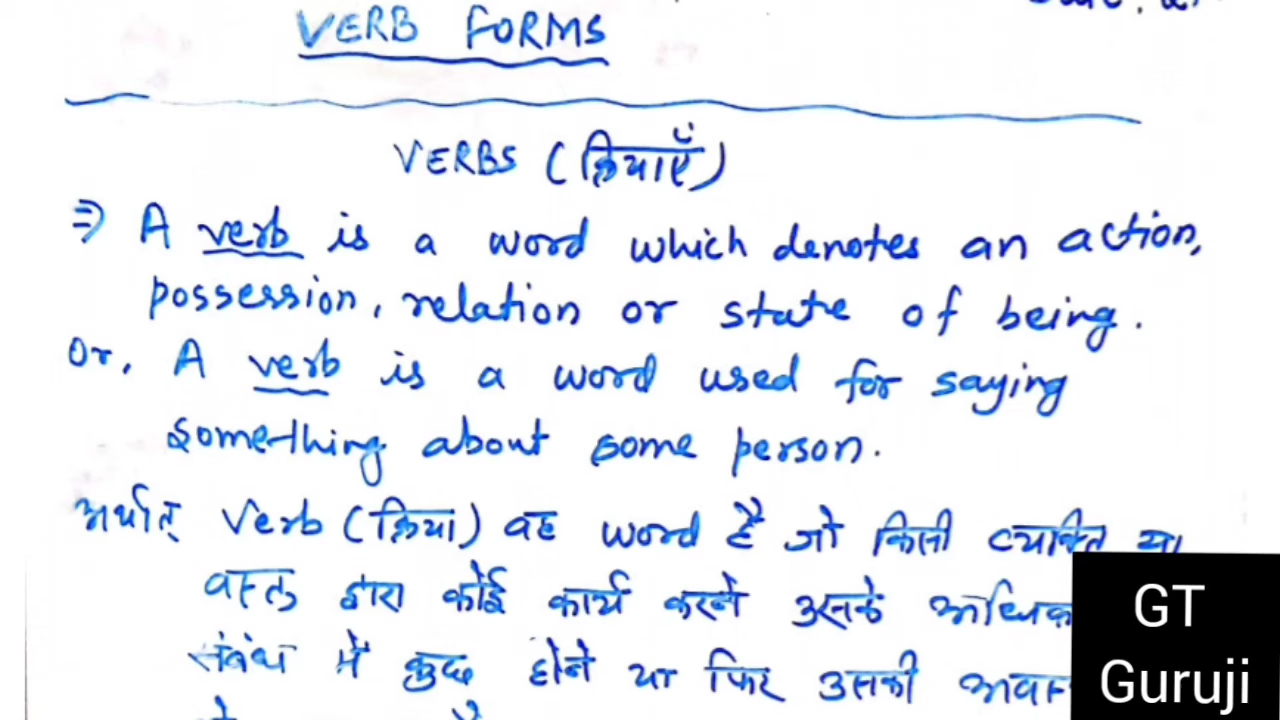 VERB FORMS
VERBS (क्रियाएँ)
⇒ A verb is a word which denotes an action,
possession, relation or state of being.
Or, A verb is a word used for saying
something about some person.
अर्थात् Verb (क्रिया) वह word है जो किसी व्यक्ति या
वस्तु द्वारा कोई कार्य करने उसके
संबंध में कुछ होने या फिर उसकी
GT
Guruji